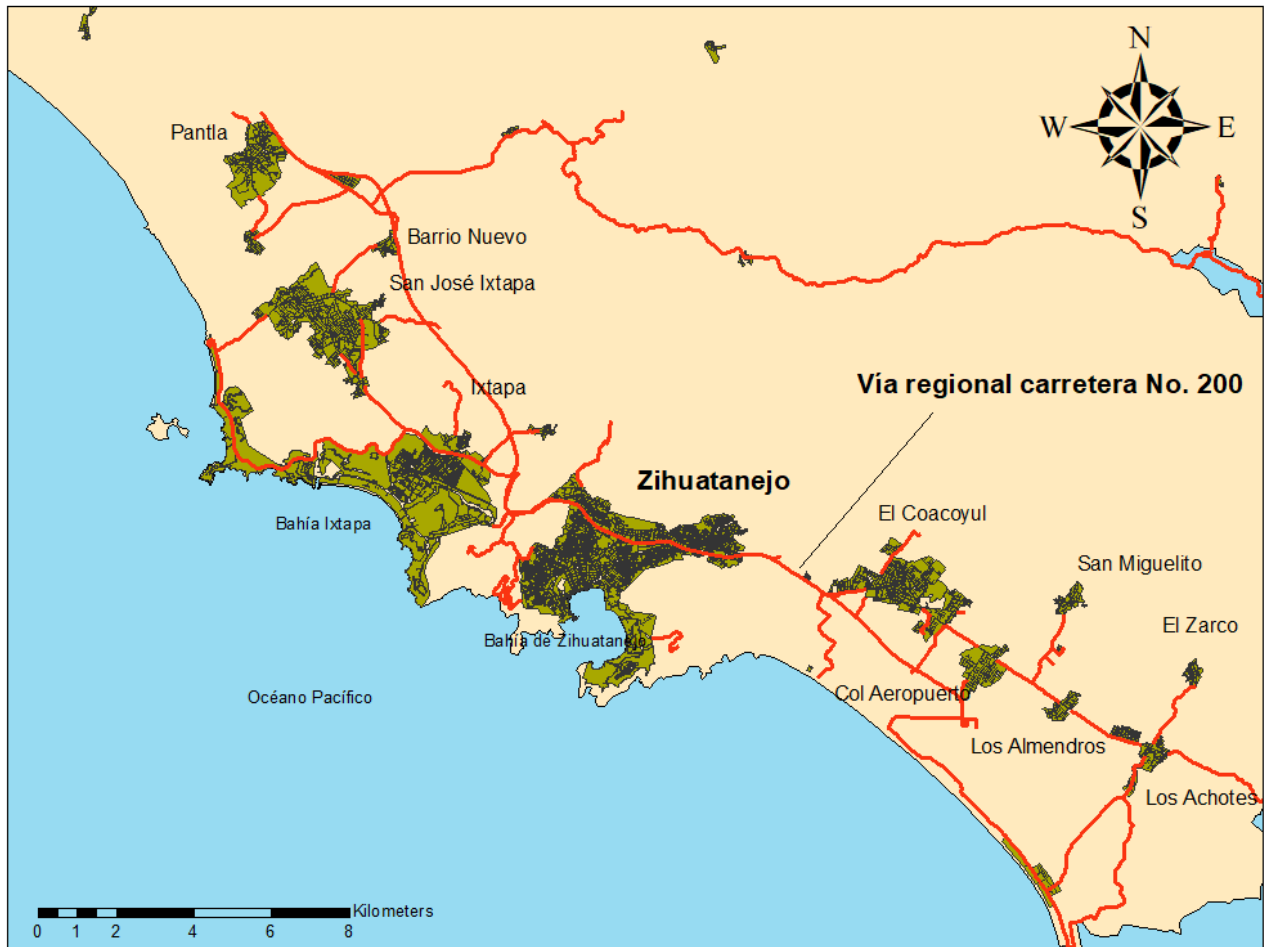 N
Pantla
W E
S
Barrio Nuevo
San José Ixtapa
Ixtapa
Vía regional carretera No. 200
Zihuatanejo
El Coacoyul
Bahía Ixtapa
San Miguelito
El Zarco
Bahía de Zihuatanejo
Océano Pacífico
Col Aeropuerto
Los Almendros
Los Achotes
Kilometers
0 1 2 4 6 8